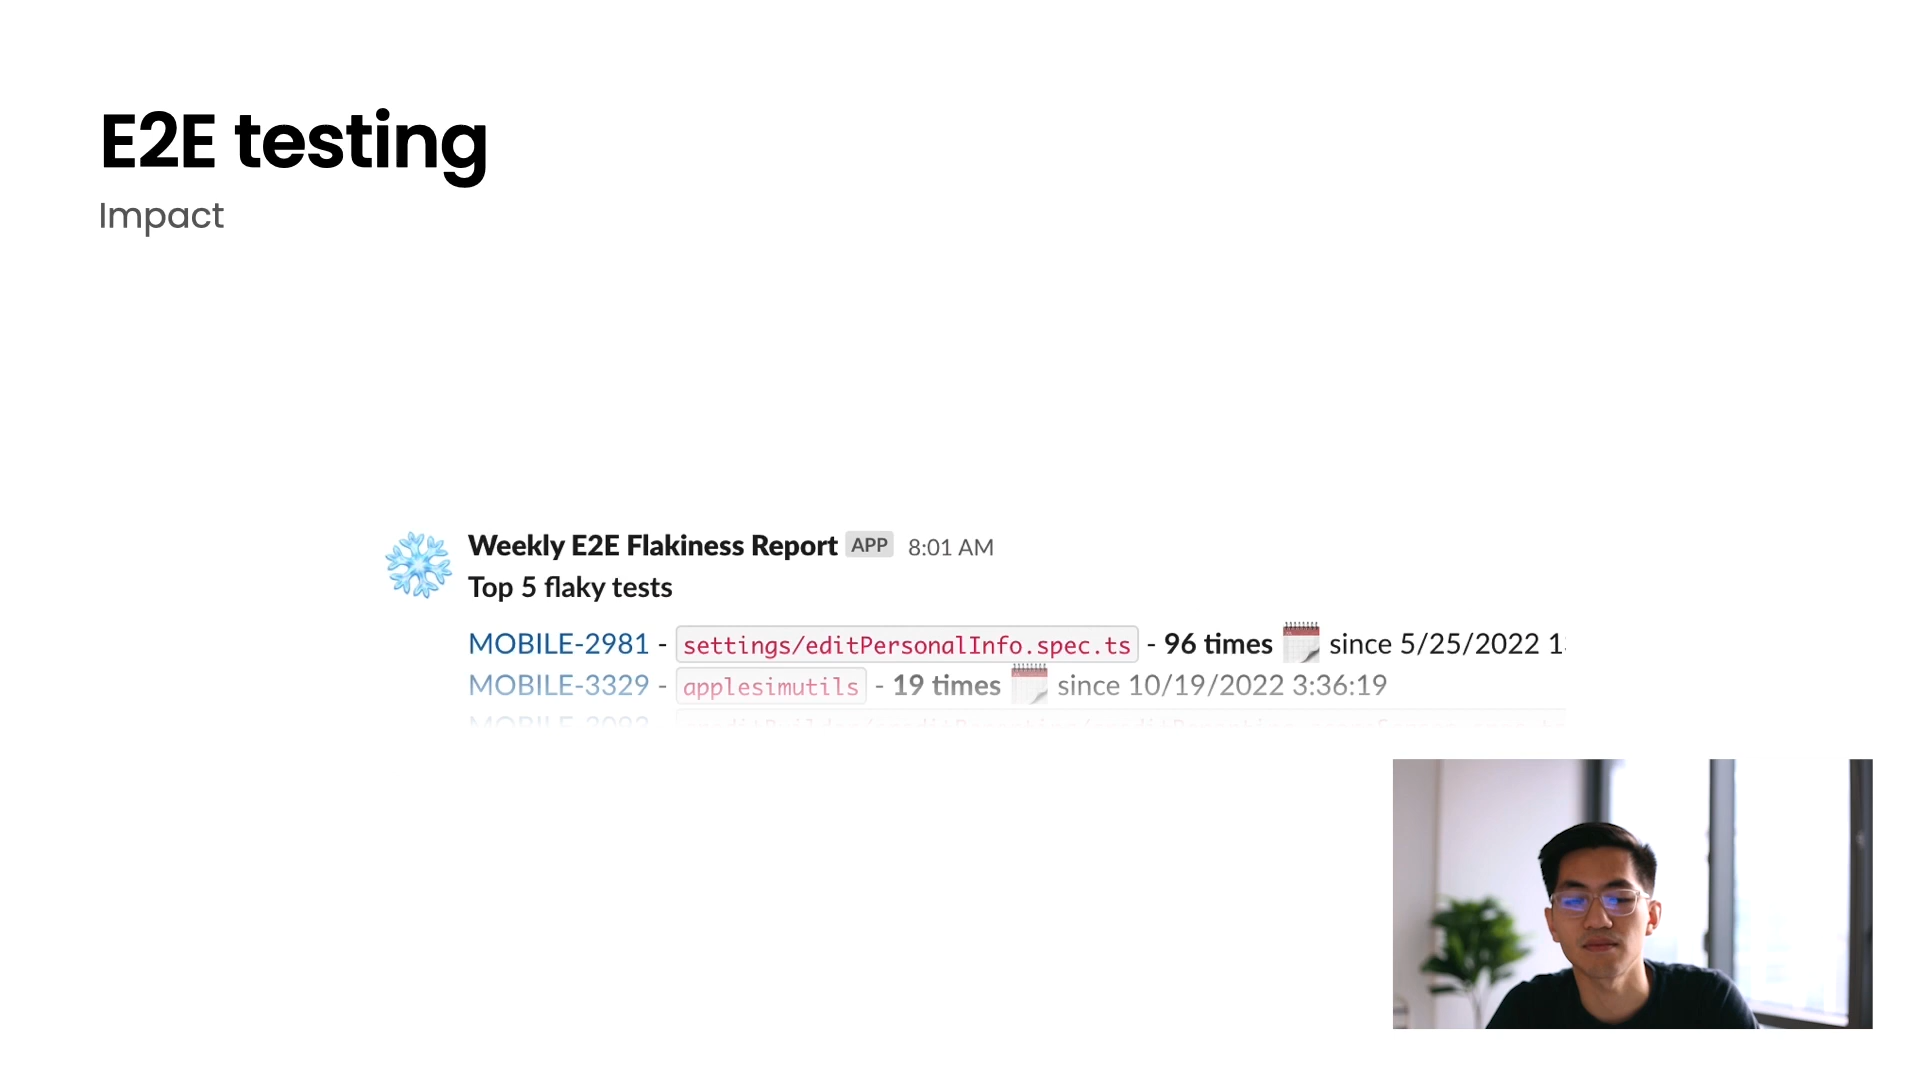 E2E testing
Impact
Weekly E2E Flakiness Report APP 8:01 AM
Top 5 flaky tests
MOBILE-2981 - settings/editPersonalInfo.spec.ts - 96 times since 5/25/2022 1
MOBILE-3329 - applesimutils - 19 times since 10/19/2022 3:36:19